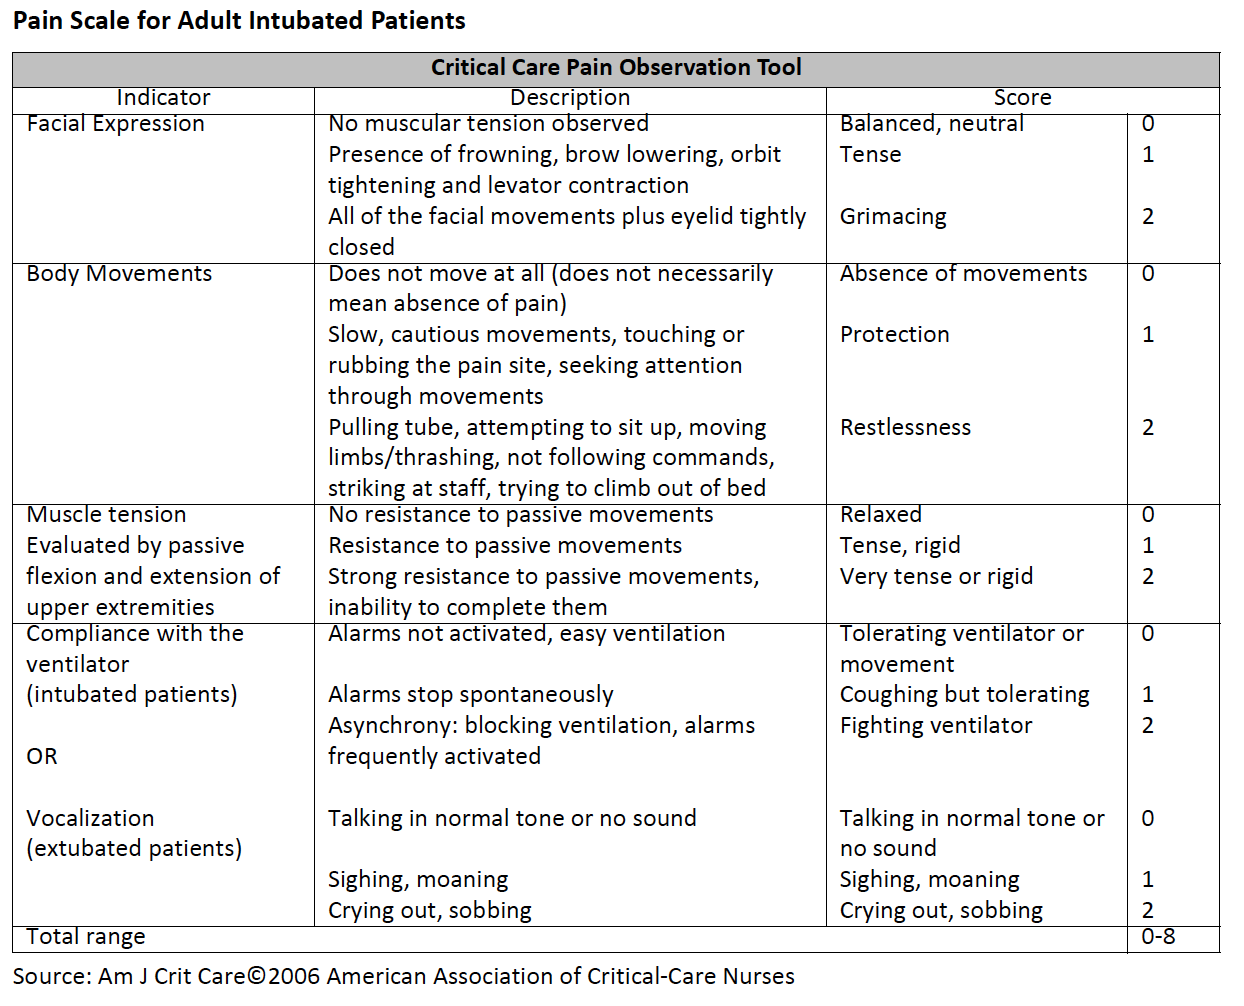 Pain Scale for Adult Intubated Patients
Critical Care Pain Observation Tool
Indicator Description Score
Facial Expression No muscular tension observed Balanced, neutral 0
Presence of frowning, brow lowering, orbit Tense 1
tightening and levator contraction
All of the facial movements plus eyelid tightly Grimacing 2
closed
Body Movements Does not move at all (does not necessarily Absence of movements 0
mean absence of pain)
Slow, cautious movements, touching or Protection 1
rubbing the pain site, seeking attention
through movements
Pulling tube, attempting to sit up, moving Restlessness 2
limbs/thrashing, not following commands,
striking at staff, trying to climb out of bed
Muscle tension No resistance to passive movements Relaxed 0
Evaluated by passive Resistance to passive movements Tense, rigid 1
flexion and extension of Strong resistance to passive movements, Very tense or rigid 2
upper extremities inability to complete them
Compliance with the Alarms not activated, easy ventilation Tolerating ventilator or 0
ventilator movement
(intubated patients) Alarms stop spontaneously Coughing but tolerating 1
Asynchrony: blocking ventilation, alarms Fighting ventilator 2
OR frequently activated
Vocalization Talking in normal tone or no sound Talking in normal tone or 0
(extubated patients) no sound
Sighing, moaning Sighing, moaning 1
Crying out, sobbing Crying out, sobbing 2
Total range 0-8
Source: Am J Crit Care©2006 American Association of Critical-Care Nurses